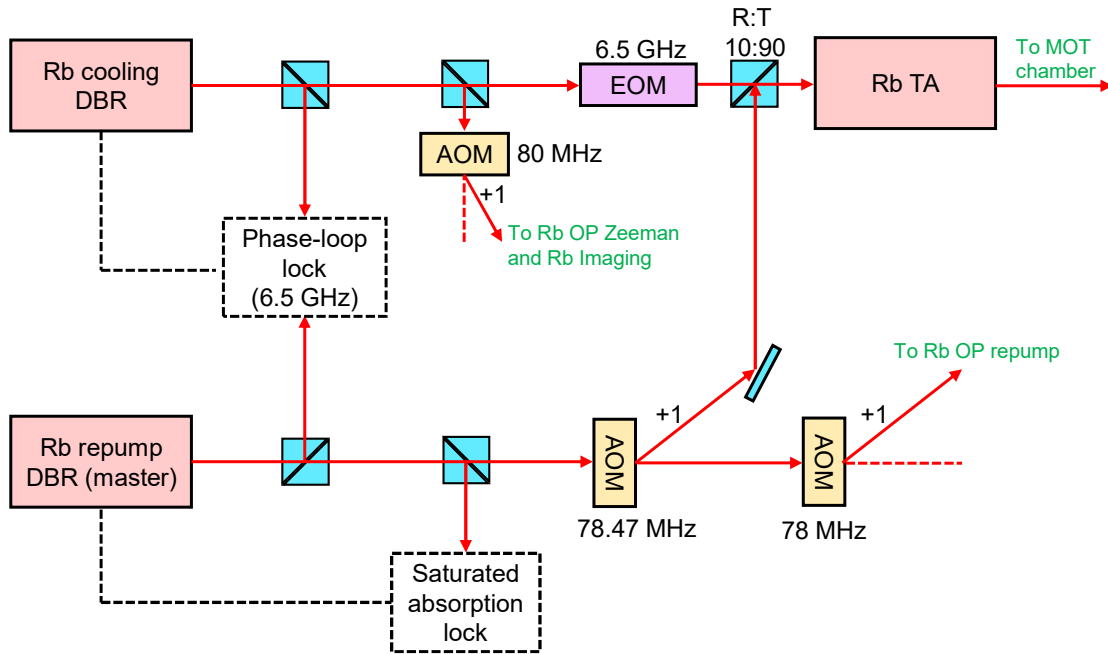 Rb cooling
DBR
6.5 GHz
EOM
R:T
10:90
Rb TA
To MOT
chamber
AOM
80 MHz
+1
To Rb OP Zeeman
and Rb Imaging
Phase-loop
lock
(6.5 GHz)
Rb repump
DBR (master)
Saturated
absorption
lock
AOM
78.47 MHz
+1
AOM
78 MHz
+1
To Rb OP repump